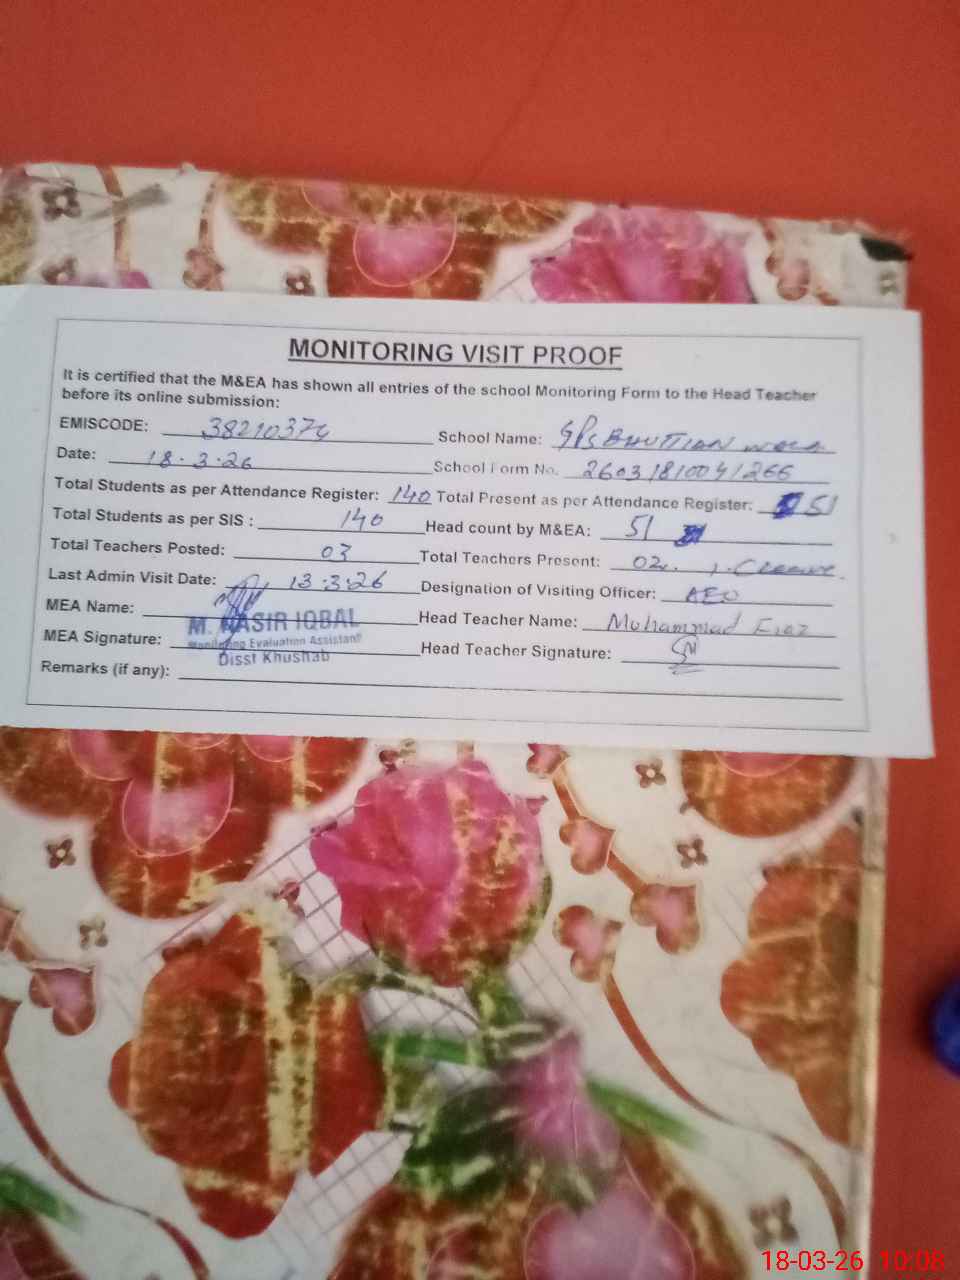 MONITORING VISIT PROOF
It is certified that the M&EA has shown all entries of the school Monitoring Form to the Head Teacher
before its online submission:
EMISCODE: School Name: GPS BHUTTIAN WALA
Date: 18.3.26 School Form No. 2603181004 1266
Total Students as per Attendance Register: 140 Total Present as per Attendance Register: 51
Total Students as per SIS : 140 Head count by M&EA: 51
Total Teachers Posted: 03 Total Teachers Present: 02
Last Admin Visit Date: 13.3.26 Designation of Visiting Officer: AEO
MEA Name: Head Teacher Name: Muhammad
M. NASIR IQBAL
Monitoring Evaluation Assistant
Disst Khushab
MEA Signature: Head Teacher Signature:
Remarks (if any):
18-03-26 10:08